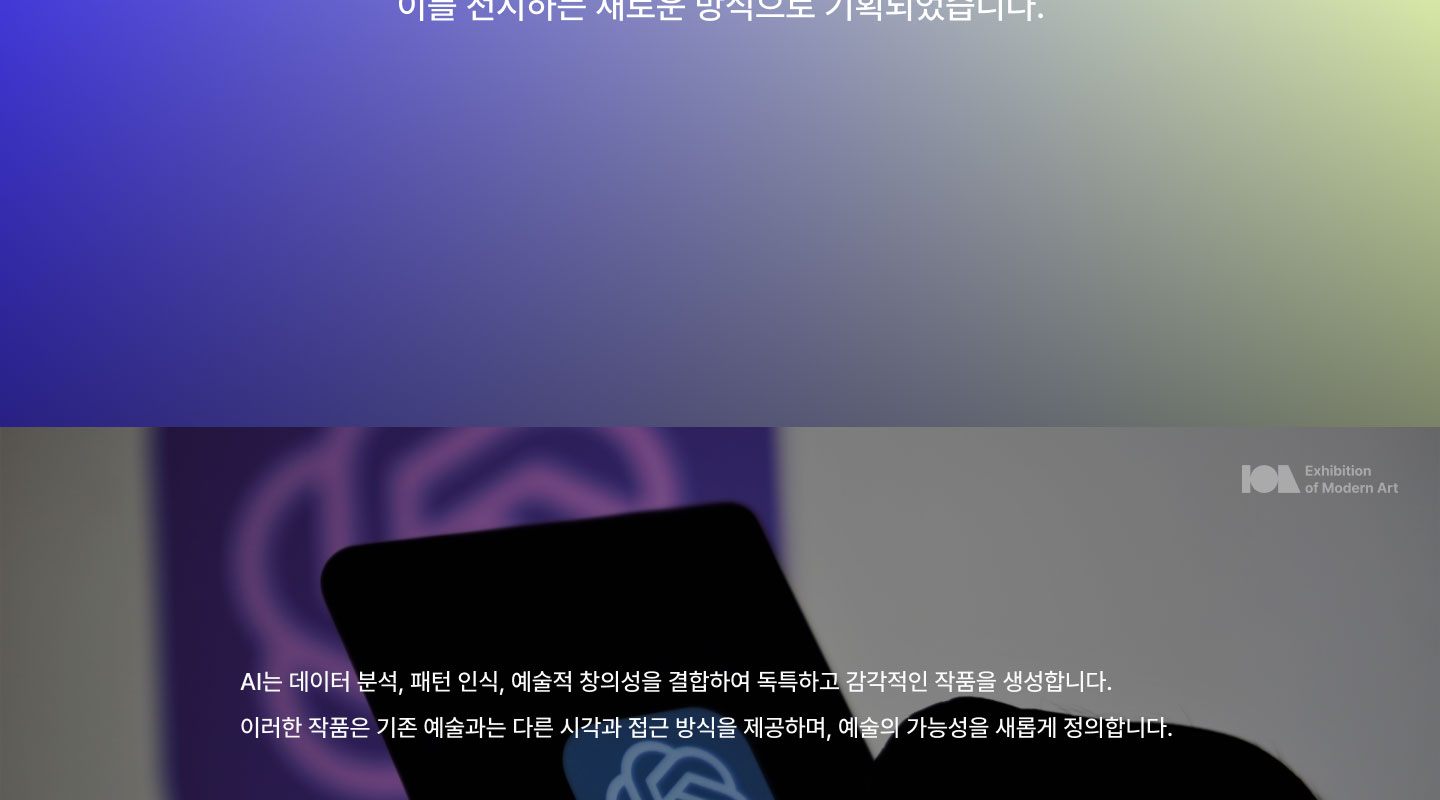 이를 전시하는 새로운 방식으로 기획되었습니다.
IOA
Exhibition
of Modern Art
AI는 데이터 분석, 패턴 인식, 예술적 창의성을 결합하여 독특하고 감각적인 작품을 생성합니다.
이러한 작품은 기존 예술과는 다른 시각과 접근 방식을 제공하며, 예술의 가능성을 새롭게 정의합니다.